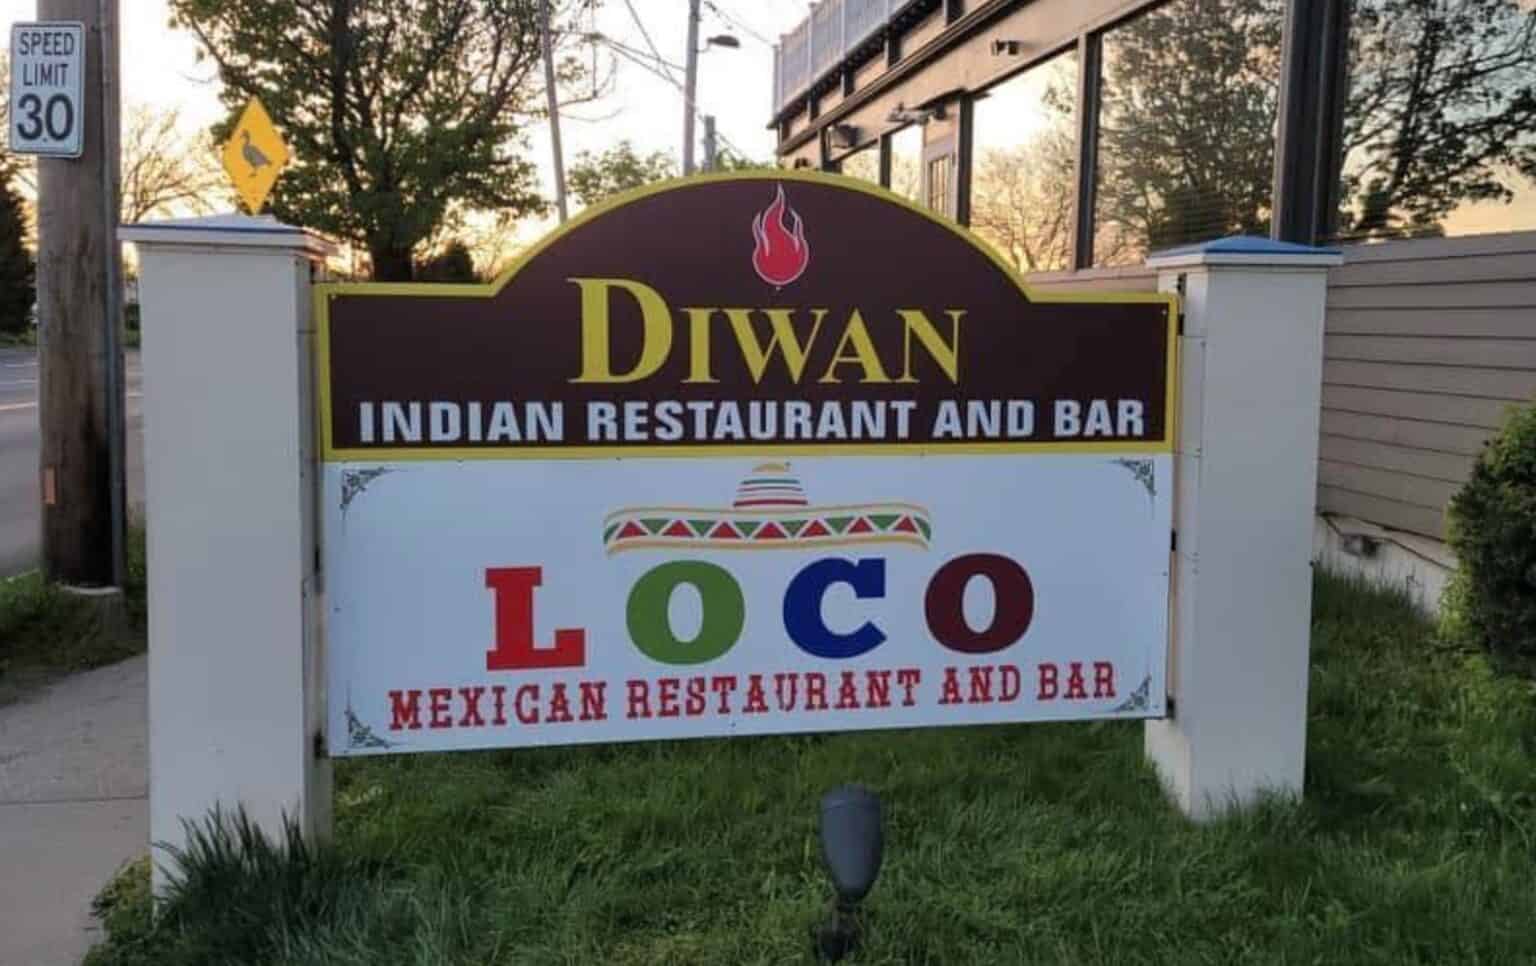 SPEED
LIMIT
30
DIWAN
INDIAN RESTAURANT AND BAR
LOCO
MEXICAN RESTAURANT AND BAR